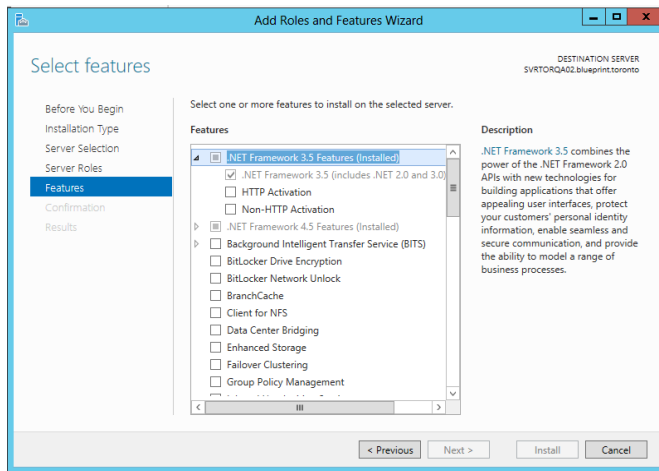 Add Roles and Features Wizard
Select features
DESTINATION SERVER
SVRTORQA02.blueprint.toronto
Before You Begin
Installation Type
Server Selection
Server Roles
Features
Confirmation
Results
Select one or more features to install on the selected server.
Features
.NET Framework 3.5 Features (Installed)
.NET Framework 3.5 (includes .NET 2.0 and 3.0)
HTTP Activation
Non-HTTP Activation
.NET Framework 4.5 Features (Installed)
Background Intelligent Transfer Service (BITS)
BitLocker Drive Encryption
BitLocker Network Unlock
BranchCache
Client for NFS
Data Center Bridging
Enhanced Storage
Failover Clustering
Group Policy Management
Description
.NET Framework 3.5 combines the
power of the .NET Framework 2.0
APIs with new technologies for
building applications that offer
appealing user interfaces, protect
your customers' personal identity
information, enable seamless and
secure communication, and provide
the ability to model a range of
business processes.
< Previous
Next >
Install
Cancel